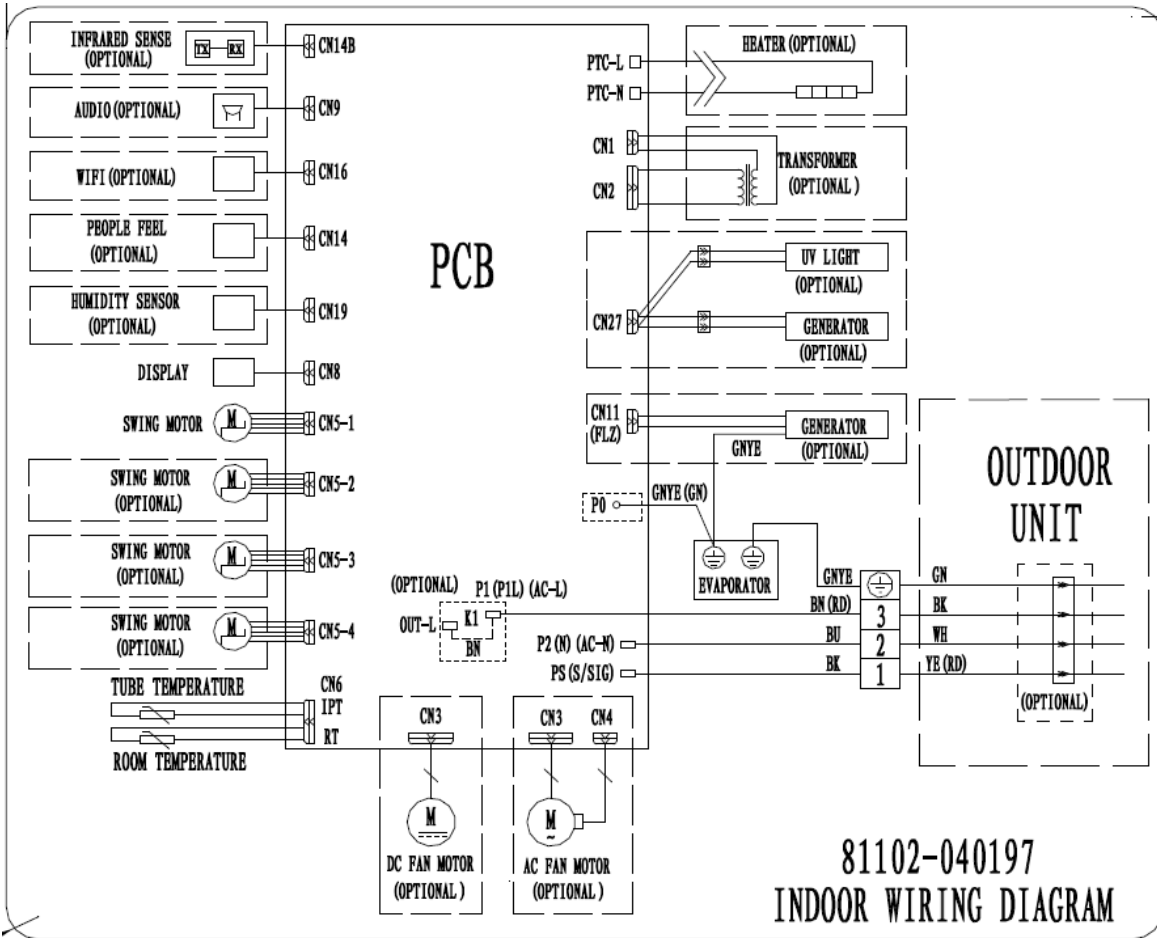 INFRARED SENSE
(OPTIONAL)
TX
RX
CN14B
AUDIO(OPTIONAL)
CN9
WIFI(OPTIONAL)
CN16
PEOPLE FEEL
(OPTIONAL)
CN14
HUMIDITY SENSOR
(OPTIONAL)
CN19
DISPLAY
CN8
SWING MOTOR
M
CN5-1
SWING MOTOR
(OPTIONAL)
M
CN5-2
SWING MOTOR
(OPTIONAL)
M
CN5-3
SWING MOTOR
(OPTIONAL)
M
CN5-4
TUBE TEMPERATURE
CN6
IPT
RT
ROOM TEMPERATURE
PCB
PTC-L
PTC-N
HEATER(OPTIONAL)
CN1
CN2
TRANSFORMER
(OPTIONAL )
CN27
UV LIGHT
(OPTIONAL)
GENERATOR
(OPTIONAL)
CN11
(FLZ)
GENERATOR
(OPTIONAL)
GNYE
P0
GNYE(GN)
EVAPORATOR
(OPTIONAL)
P1(P1L)(AC-L)
OUT-L
K1
BN
P2(N)(AC-N)
PS(S/SIG)
GNYE
BN(RD)
BU
BK
3
2
1
GN
BK
WH
YE(RD)
OUTDOOR
UNIT
(OPTIONAL)
CN3
M
DC FAN MOTOR
(OPTIONAL )
CN3
CN4
M
~
AC FAN MOTOR
(OPTIONAL )
81102-040197
INDOOR WIRING DIAGRAM